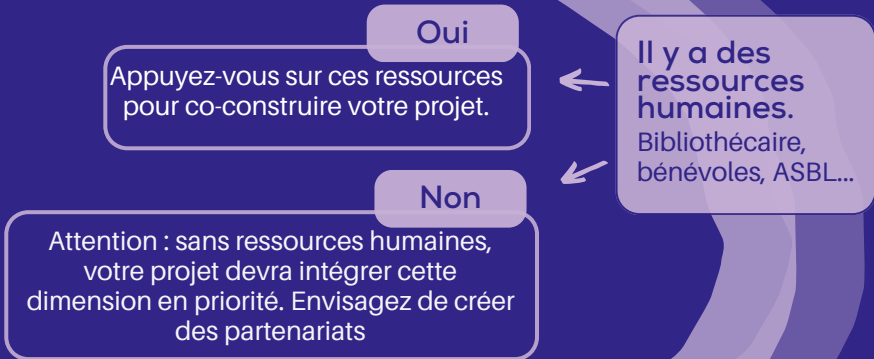 Il y a des
ressources
humaines.
Bibliothécaire,
bénévoles, ASBL...
Oui
Appuyez-vous sur ces ressources
pour co-construire votre projet.
Non
Attention : sans ressources humaines,
votre projet devra intégrer cette
dimension en priorité. Envisagez de créer
des partenariats